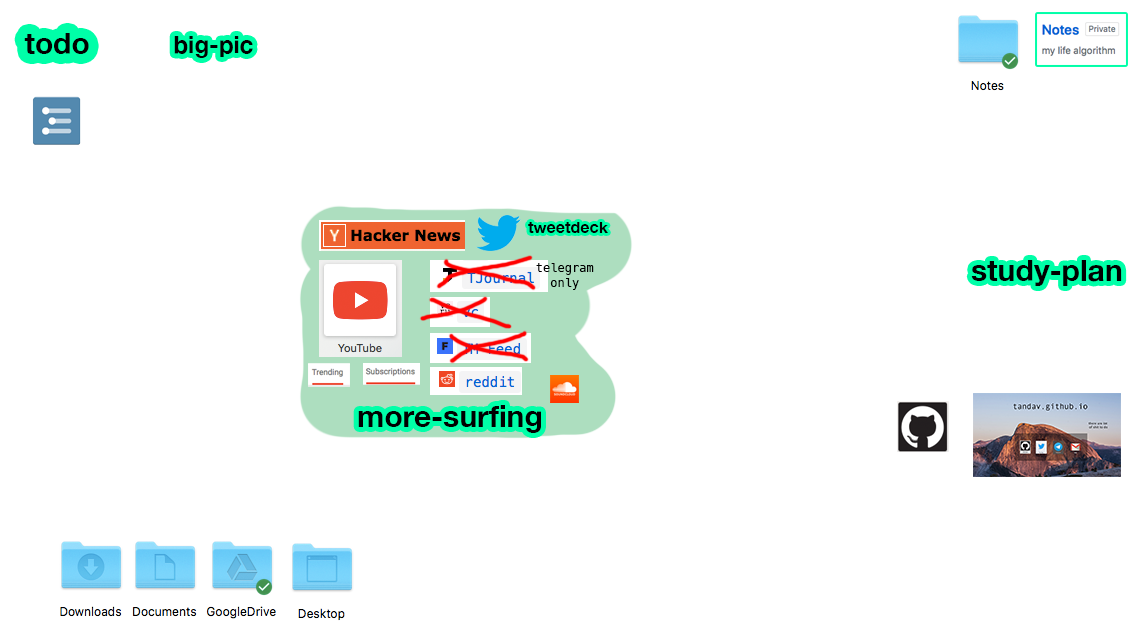 todo
big-pic
Notes
Notes Private
my life algorithm
Y Hacker News
tweetdeck
TJournal
telegram
only
YouTube
vc
Feed
Trending
Subscriptions
reddit
more-surfing
study-plan
tandav.github.io
Downloads
Documents
GoogleDrive
Desktop